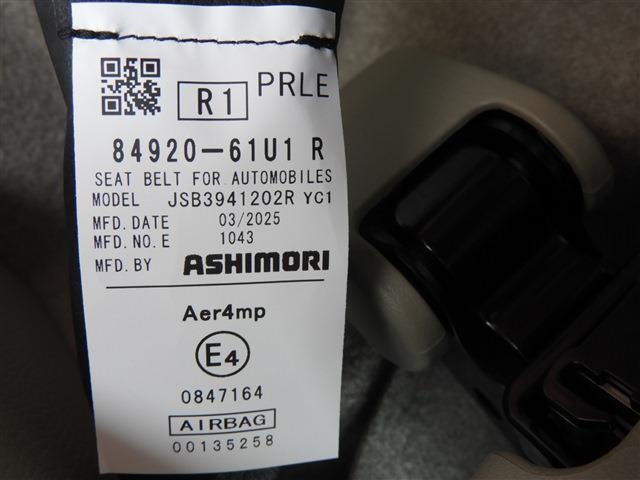 R1 PRLE
84920-61U1 R
SEAT BELT FOR AUTOMOBILES
MODEL JSB3941202R YC1
MFD. DATE 03/2025
MFD. NO. E 1043
MFD. BY ASHIMORI
Aer4mp
E4
0847164
AIRBAG
00135258